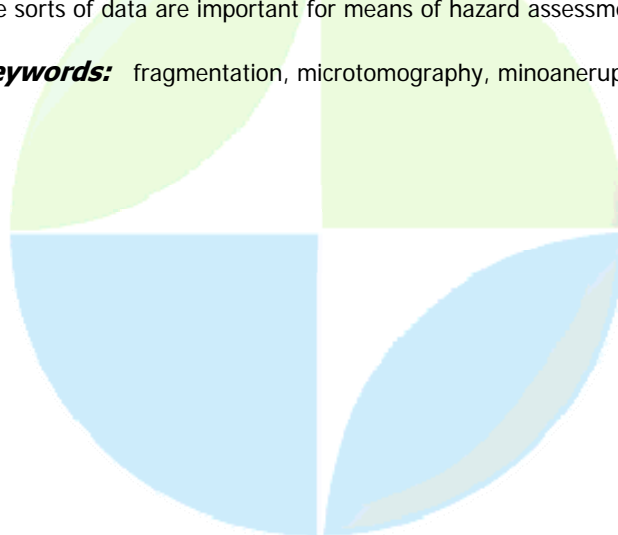 e sorts of data are important for means of hazard assessme
eywords: fragmentation, microtomography, minoanerup